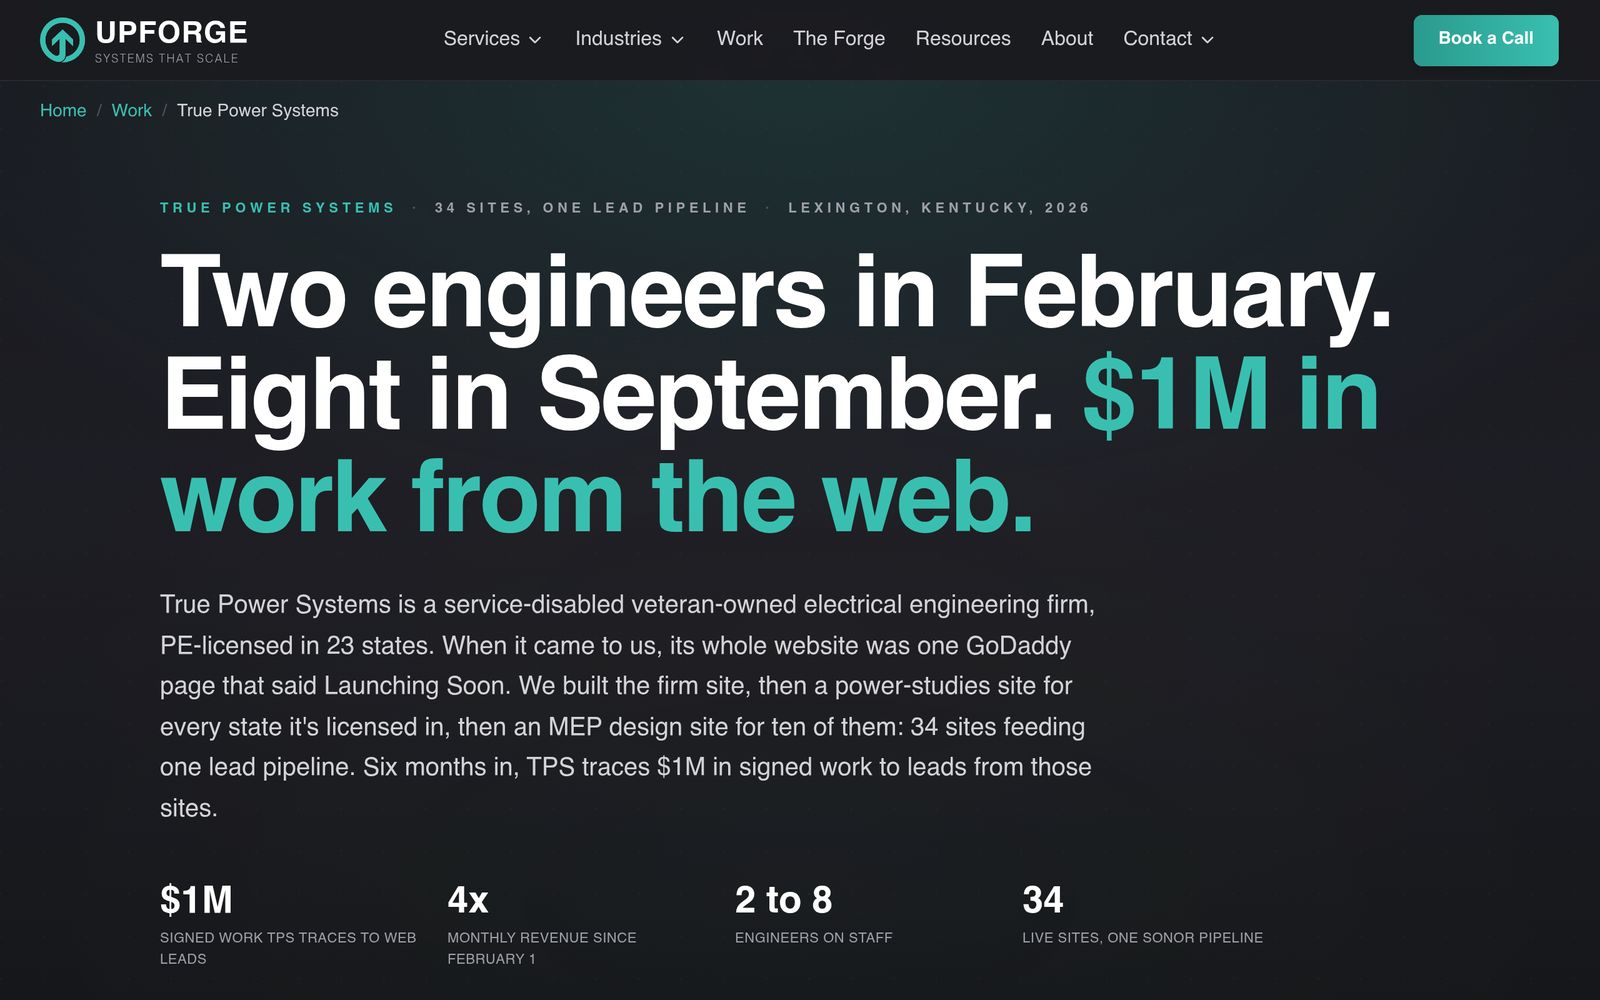 UPFORGE
SYSTEMS THAT SCALE
Services
Industries
Work
The Forge
Resources
About
Contact
Book a Call
Home / Work / True Power Systems
TRUE POWER SYSTEMS · 34 SITES, ONE LEAD PIPELINE · LEXINGTON, KENTUCKY, 2026
Two engineers in February.
Eight in September. $1M in
work from the web.
True Power Systems is a service-disabled veteran-owned electrical engineering firm,
PE-licensed in 23 states. When it came to us, its whole website was one GoDaddy
page that said Launching Soon. We built the firm site, then a power-studies site for
every state it's licensed in, then an MEP design site for ten of them: 34 sites feeding
one lead pipeline. Six months in, TPS traces $1M in signed work to leads from those
sites.
$1M
SIGNED WORK TPS TRACES TO WEB
LEADS
4x
MONTHLY REVENUE SINCE
FEBRUARY 1
2 to 8
ENGINEERS ON STAFF
34
LIVE SITES, ONE SONOR PIPELINE